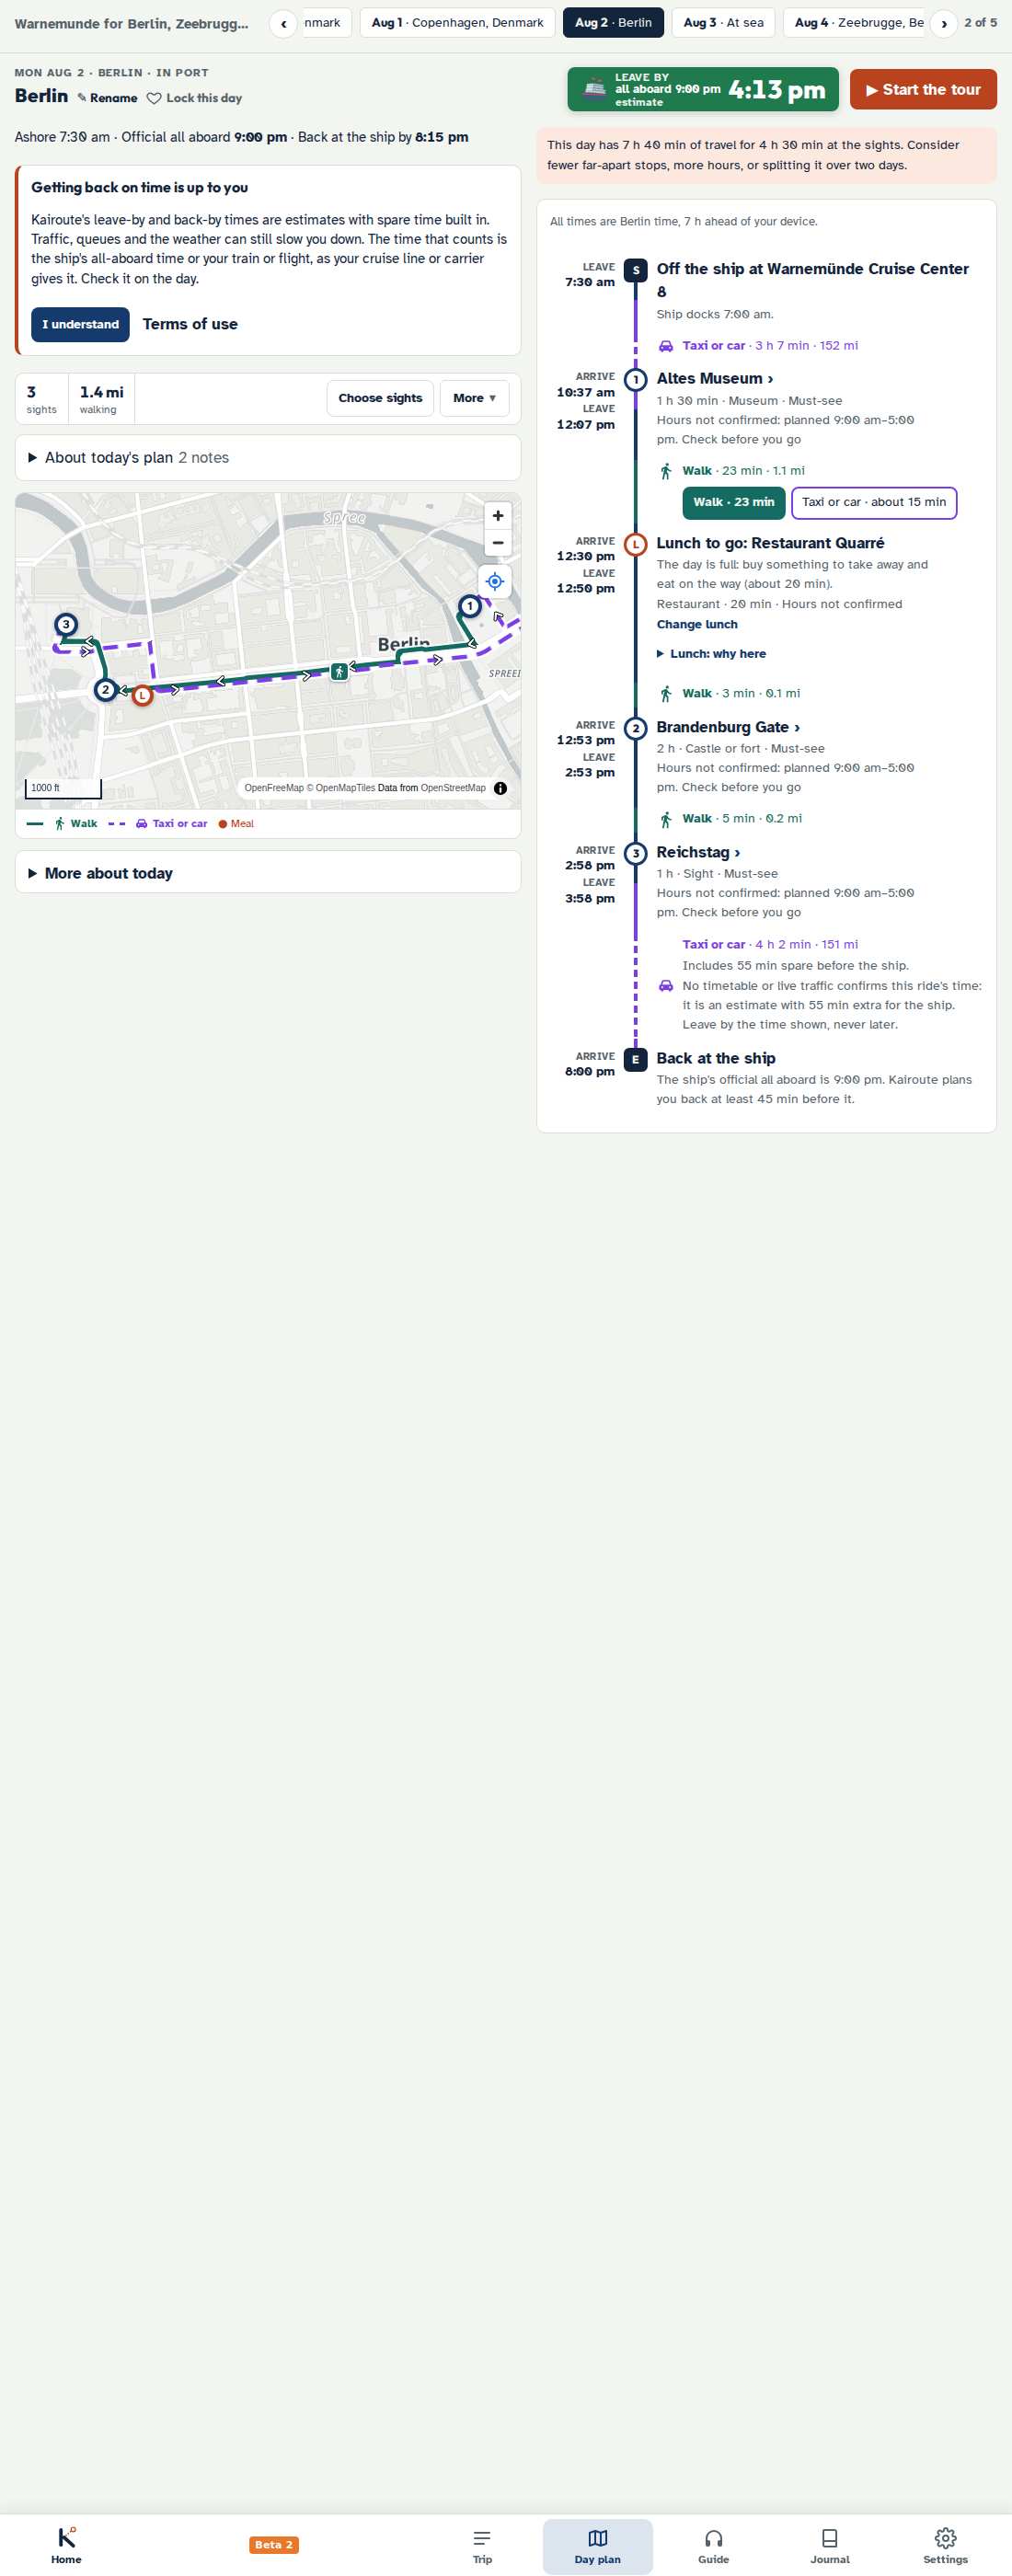 Warnemunde for Berlin, Zeebrugg...
‹
nmark
Aug 1 · Copenhagen, Denmark
Aug 2 · Berlin
Aug 3 · At sea
Aug 4 · Zeebrugge, Be
›
2 of 5
MON AUG 2 · BERLIN · IN PORT
Berlin ✎ Rename Lock this day
LEAVE BY
all aboard 9:00 pm
estimate
4:13 pm
▶ Start the tour
Ashore 7:30 am · Official all aboard 9:00 pm · Back at the ship by 8:15 pm
Getting back on time is up to you
Kairoute's leave-by and back-by times are estimates with spare time built in.
Traffic, queues and the weather can still slow you down. The time that counts is
the ship's all-aboard time or your train or flight, as your cruise line or carrier
gives it. Check it on the day.
I understand
Terms of use
3
sights
1.4 mi
walking
Choose sights
More ▼
▶ About today's plan 2 notes
Spree
+
−
1
3
Berlin
SPREEI
2
L
1000 ft
OpenFreeMap © OpenMapTiles Data from OpenStreetMap
Walk
Taxi or car
Meal
▶ More about today
This day has 7 h 40 min of travel for 4 h 30 min at the sights. Consider
fewer far-apart stops, more hours, or splitting it over two days.
All times are Berlin time, 7 h ahead of your device.
LEAVE
7:30 am
S
Off the ship at Warnemünde Cruise Center
8
Ship docks 7:00 am.
Taxi or car · 3 h 7 min · 152 mi
ARRIVE
10:37 am
LEAVE
12:07 pm
1
Altes Museum ›
1 h 30 min · Museum · Must-see
Hours not confirmed: planned 9:00 am–5:00
pm. Check before you go
Walk · 23 min · 1.1 mi
Walk · 23 min
Taxi or car · about 15 min
ARRIVE
12:30 pm
LEAVE
12:50 pm
L
Lunch to go: Restaurant Quarré
The day is full: buy something to take away and
eat on the way (about 20 min).
Restaurant · 20 min · Hours not confirmed
Change lunch
▶ Lunch: why here
Walk · 3 min · 0.1 mi
ARRIVE
12:53 pm
LEAVE
2:53 pm
2
Brandenburg Gate ›
2 h · Castle or fort · Must-see
Hours not confirmed: planned 9:00 am–5:00
pm. Check before you go
Walk · 5 min · 0.2 mi
ARRIVE
2:58 pm
LEAVE
3:58 pm
3
Reichstag ›
1 h · Sight · Must-see
Hours not confirmed: planned 9:00 am–5:00
pm. Check before you go
Taxi or car · 4 h 2 min · 151 mi
Includes 55 min spare before the ship.
No timetable or live traffic confirms this ride's time:
it is an estimate with 55 min extra for the ship.
Leave by the time shown, never later.
ARRIVE
8:00 pm
E
Back at the ship
The ship's official all aboard is 9:00 pm. Kairoute plans
you back at least 45 min before it.
Home
Beta 2
Trip
Day plan
Guide
Journal
Settings